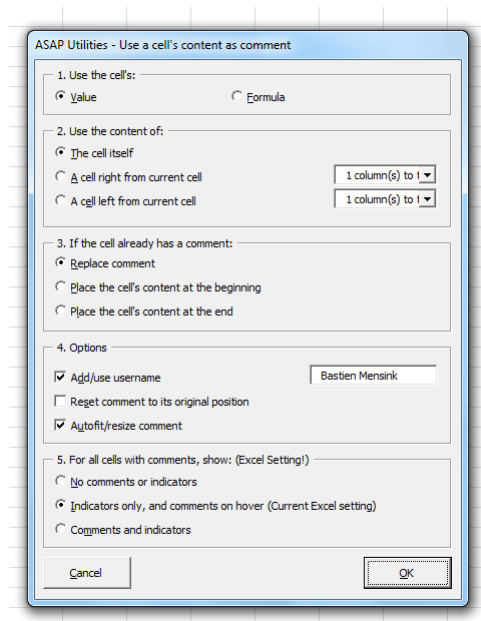 ASAP Utilities - Use a cell's content as comment
1. Use the cell's:
Value Formula
2. Use the content of:
The cell itself
A cell right from current cell 1 column(s) to t
A cell left from current cell 1 column(s) to t
3. If the cell already has a comment:
Replace comment
Place the cell's content at the beginning
Place the cell's content at the end
4. Options
Add/use username Bastien Mensink
Reset comment to its original position
Autofit/resize comment
5. For all cells with comments, show: (Excel Setting!)
No comments or indicators
Indicators only, and comments on hover (Current Excel setting)
Comments and indicators
Cancel OK